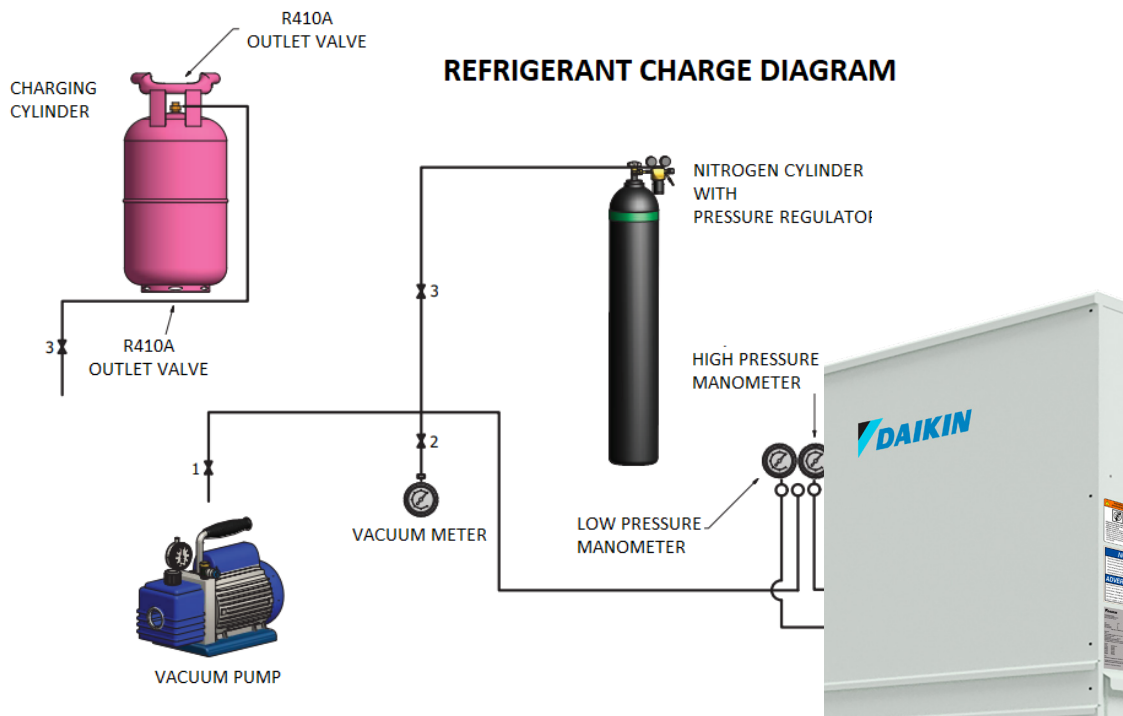 R410A
OUTLET VALVE
REFRIGERANT CHARGE DIAGRAM
CHARGING
CYLINDER
NITROGEN CYLINDER
WITH
PRESSURE REGULATOR
3
3
R410A
OUTLET VALVE
HIGH PRESSURE
MANOMETER
DAIKIN
2
1
VACUUM METER
LOW PRESSURE
MANOMETER
VACUUM PUMP